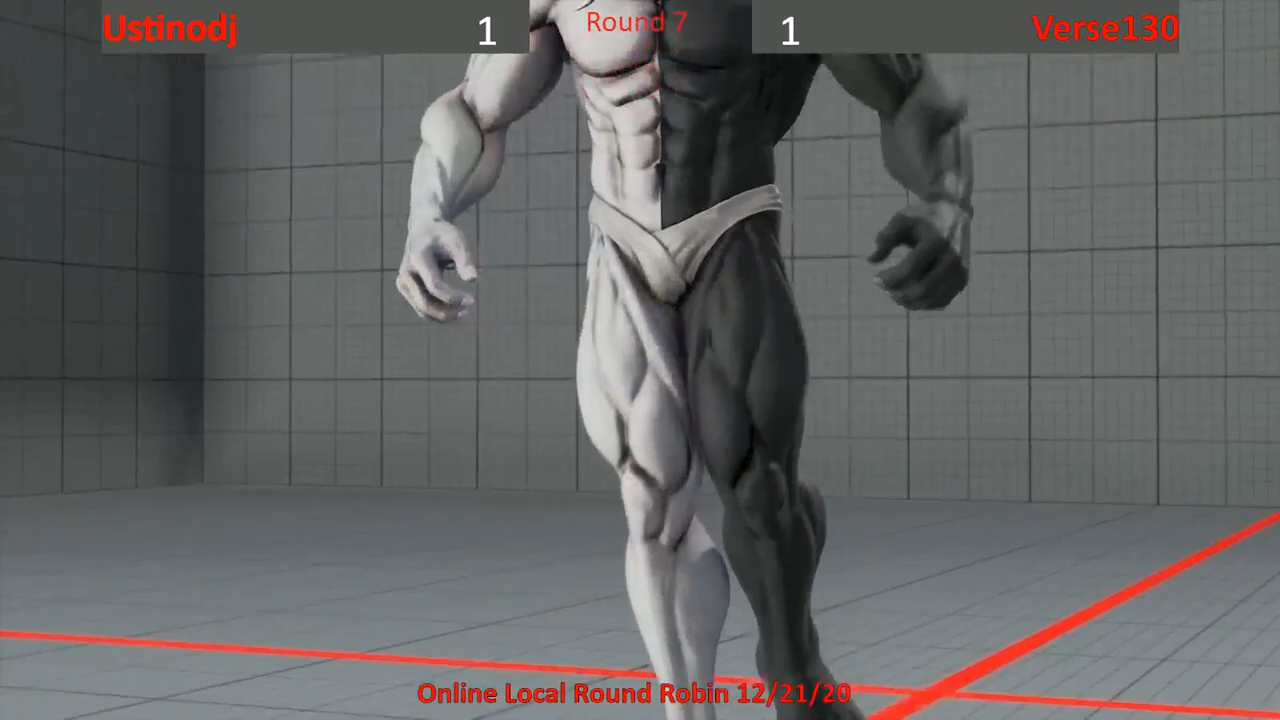 Ustinodj 1 Round 7 1 Verse130
Online Local Round Robin 12/21/20